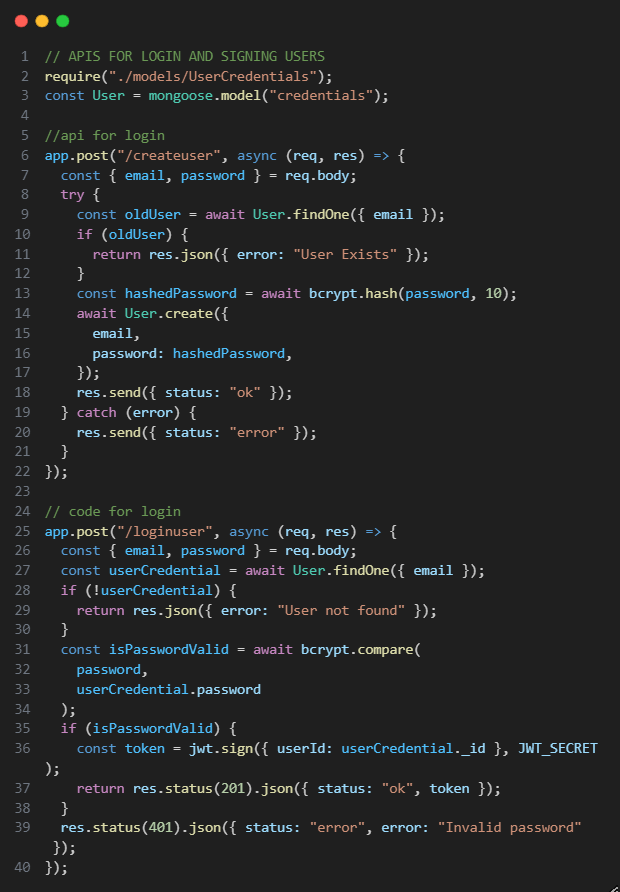 1 // APIS FOR LOGIN AND SIGNING USERS
2 require("./models/UserCredentials");
3 const User = mongoose.model("credentials");
4
5 //api for login
6 app.post("/createuser", async (req, res) => {
7   const { email, password } = req.body;
8   try {
9     const oldUser = await User.findOne({ email });
10     if (oldUser) {
11       return res.json({ error: "User Exists" });
12     }
13     const hashedPassword = await bcrypt.hash(password, 10);
14     await User.create({
15       email,
16       password: hashedPassword,
17     });
18     res.send({ status: "ok" });
19   } catch (error) {
20     res.send({ status: "error" });
21   }
22 });
23
24 // code for login
25 app.post("/loginuser", async (req, res) => {
26   const { email, password } = req.body;
27   const userCredential = await User.findOne({ email });
28   if (!userCredential) {
29     return res.json({ error: "User not found" });
30   }
31   const isPasswordValid = await bcrypt.compare(
32     password,
33     userCredential.password
34   );
35   if (isPasswordValid) {
36     const token = jwt.sign({ userId: userCredential._id }, JWT_SECRET
);
37     return res.status(201).json({ status: "ok", token });
38   }
39   res.status(401).json({ status: "error", error: "Invalid password"
 });
40 });